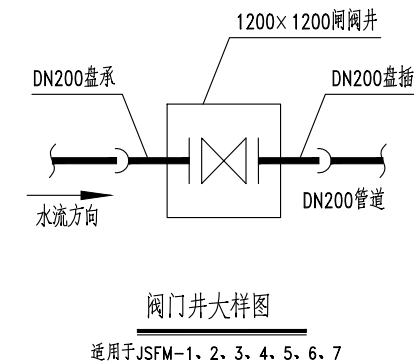 1200×1200闸阀井
DN200盘承
DN200盘插
DN200管道
水流方向
阀门井大样图
适用于JSFM-1、2、3、4、5、6、7